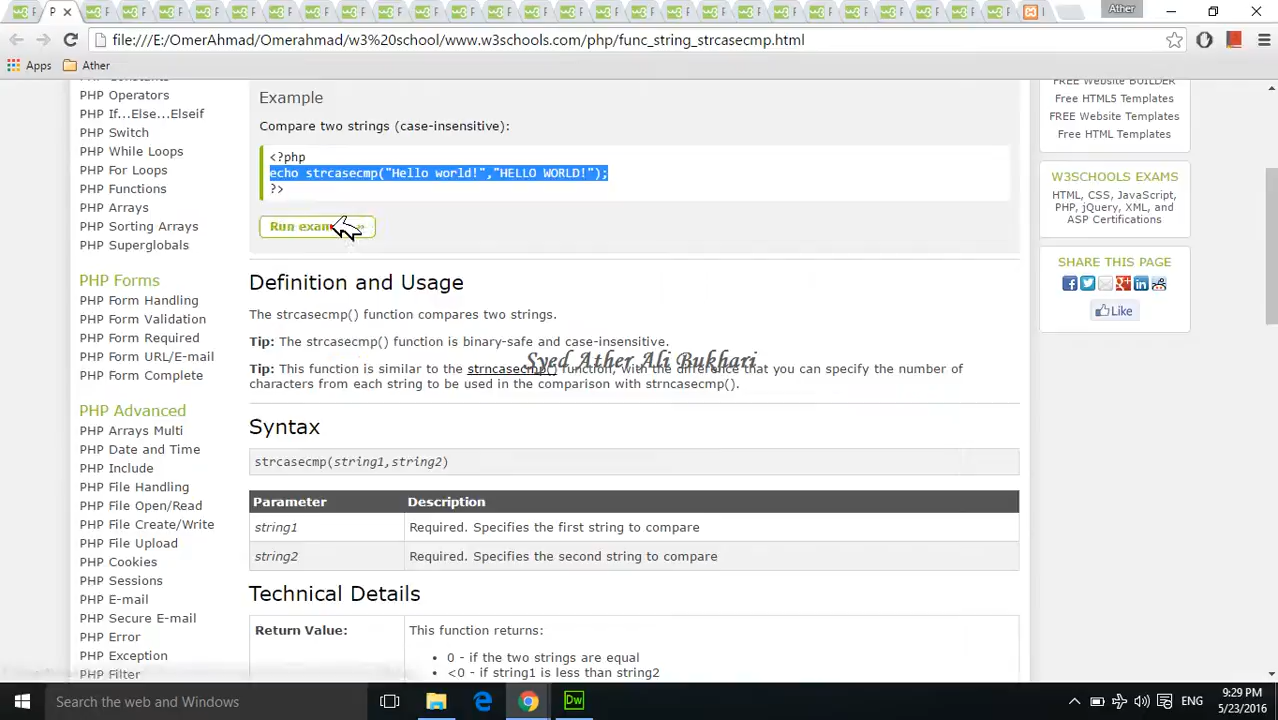 P
Ather
file:///E:/OmerAhmad/Omerahmad/w3%20school/www.w3schools.com/php/func_string_strcasecmp.html
Apps
Ather
PHP Operators
PHP If...Else...Elseif
PHP Switch
PHP While Loops
PHP For Loops
PHP Functions
PHP Arrays
PHP Sorting Arrays
PHP Superglobals
PHP Forms
PHP Form Handling
PHP Form Validation
PHP Form Required
PHP Form URL/E-mail
PHP Form Complete
PHP Advanced
PHP Arrays Multi
PHP Date and Time
PHP Include
PHP File Handling
PHP File Open/Read
PHP File Create/Write
PHP File Upload
PHP Cookies
PHP Sessions
PHP E-mail
PHP Secure E-mail
PHP Error
PHP Exception
PHP Filter
Example
Compare two strings (case-insensitive):
<?php
echo strcasecmp("Hello world!","HELLO WORLD!");
?>
Run exam
Definition and Usage
The strcasecmp() function compares two strings.
Tip: The strcasecmp() function is binary-safe and case-insensitive.
Syed Ather Ali Bukhari
Tip: This function is similar to the strncasecmp() function, with the difference that you can specify the number of
characters from each string to be used in the comparison with strncasecmp().
Syntax
strcasecmp(string1,string2)
Parameter Description
string1 Required. Specifies the first string to compare
string2 Required. Specifies the second string to compare
Technical Details
Return Value: This function returns:
• 0 - if the two strings are equal
• <0 - if string1 is less than string2
FREE Website BUILDER
Free HTML5 Templates
FREE Website Templates
Free HTML Templates
W3SCHOOLS EXAMS
HTML, CSS, JavaScript,
PHP, jQuery, XML, and
ASP Certifications
SHARE THIS PAGE
Like
Search the web and Windows
Dw
ENG
9:29 PM
5/23/2016